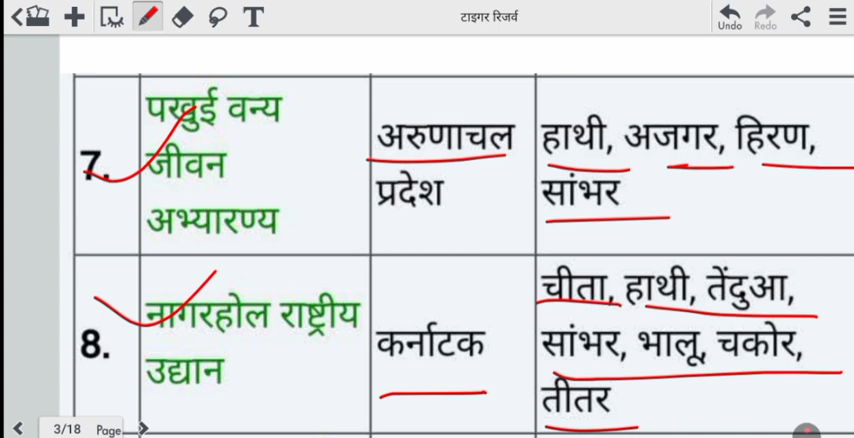 टाइगर रिजर्व
Undo Redo
7. पखुई वन्य जीवन अभ्यारण्य
अरुणाचल प्रदेश
हाथी, अजगर, हिरण, सांभर
8. नागरहोल राष्ट्रीय उद्यान
कर्नाटक
चीता, हाथी, तेंदुआ, सांभर, भालू, चकोर, तीतर
3/18 Page